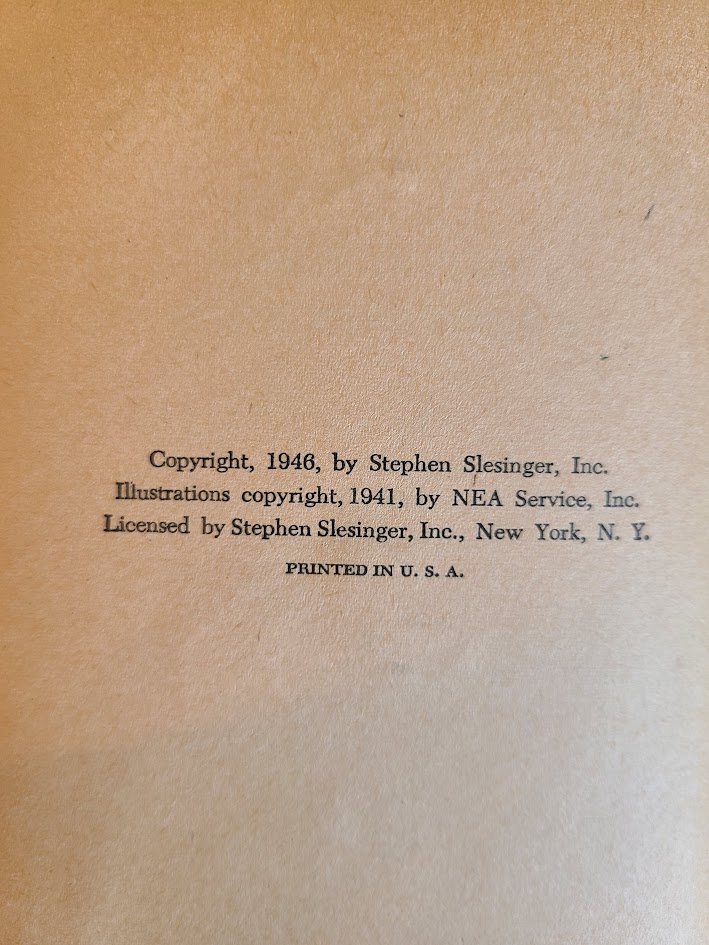 Copyright, 1946, by Stephen Slesinger, Inc.
Illustrations copyright, 1941, by NEA Service, Inc.
Licensed by Stephen Slesinger, Inc., New York, N. Y.
PRINTED IN U. S. A.